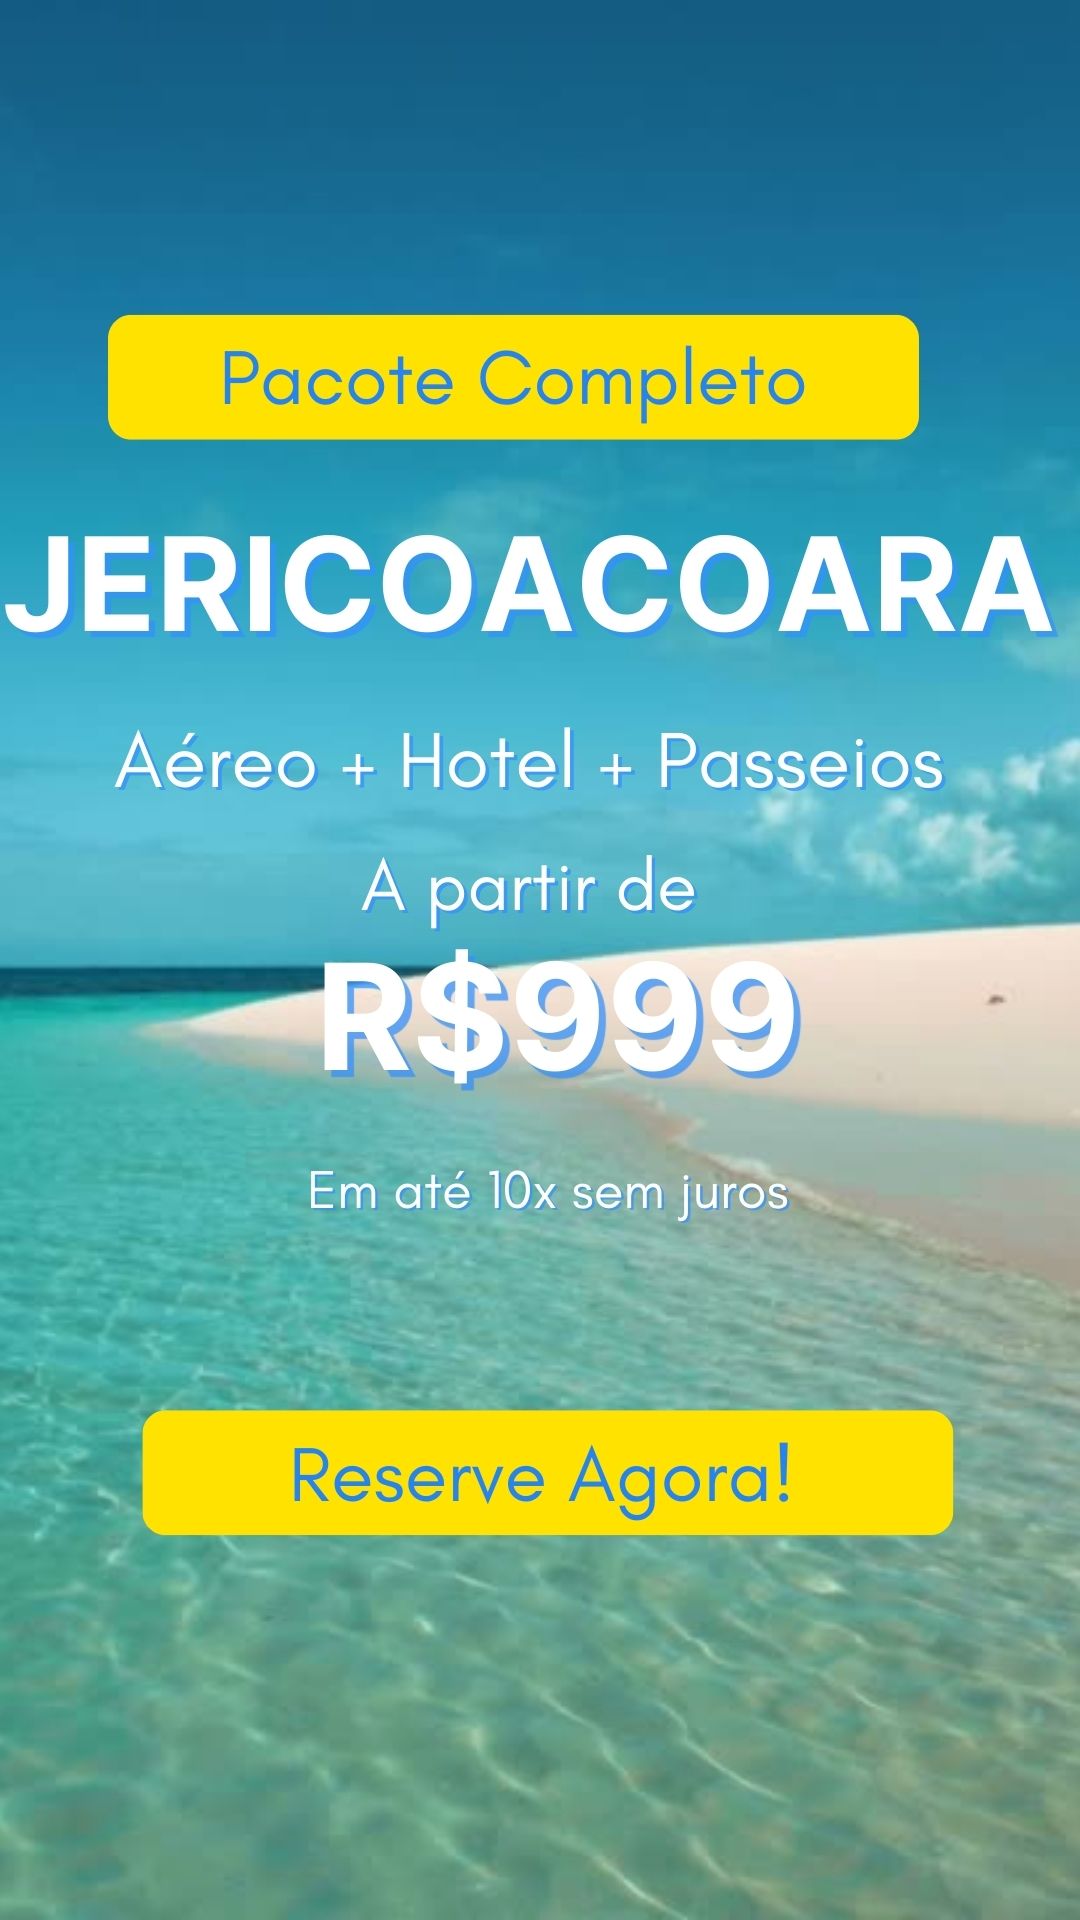 Pacote Completo
JERICOACOARA
Aéreo + Hotel + Passeios
A partir de
R$999
Em até 10x sem juros
Reserve Agora!